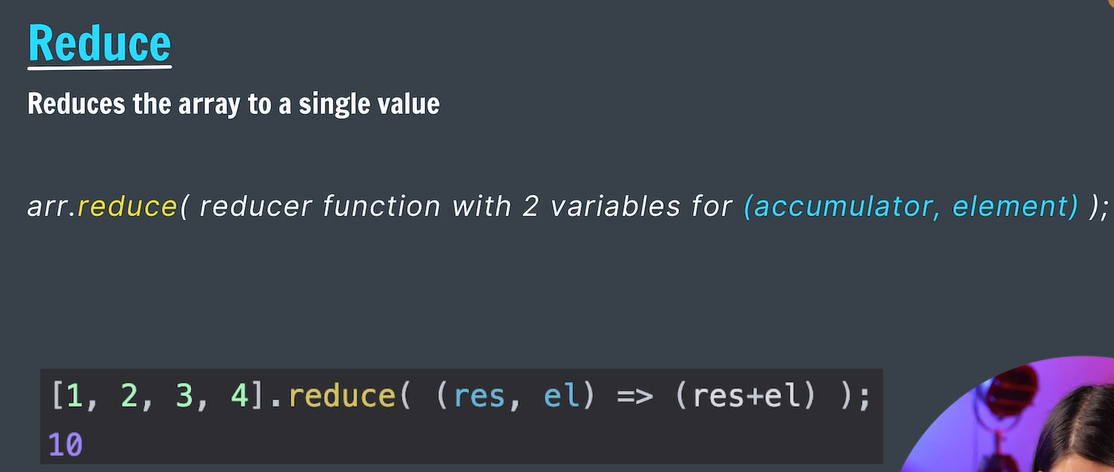 Reduce
Reduces the array to a single value
arr.reduce( reducer function with 2 variables for (accumulator, element) );
[1, 2, 3, 4].reduce( (res, el) => (res+el) );
10